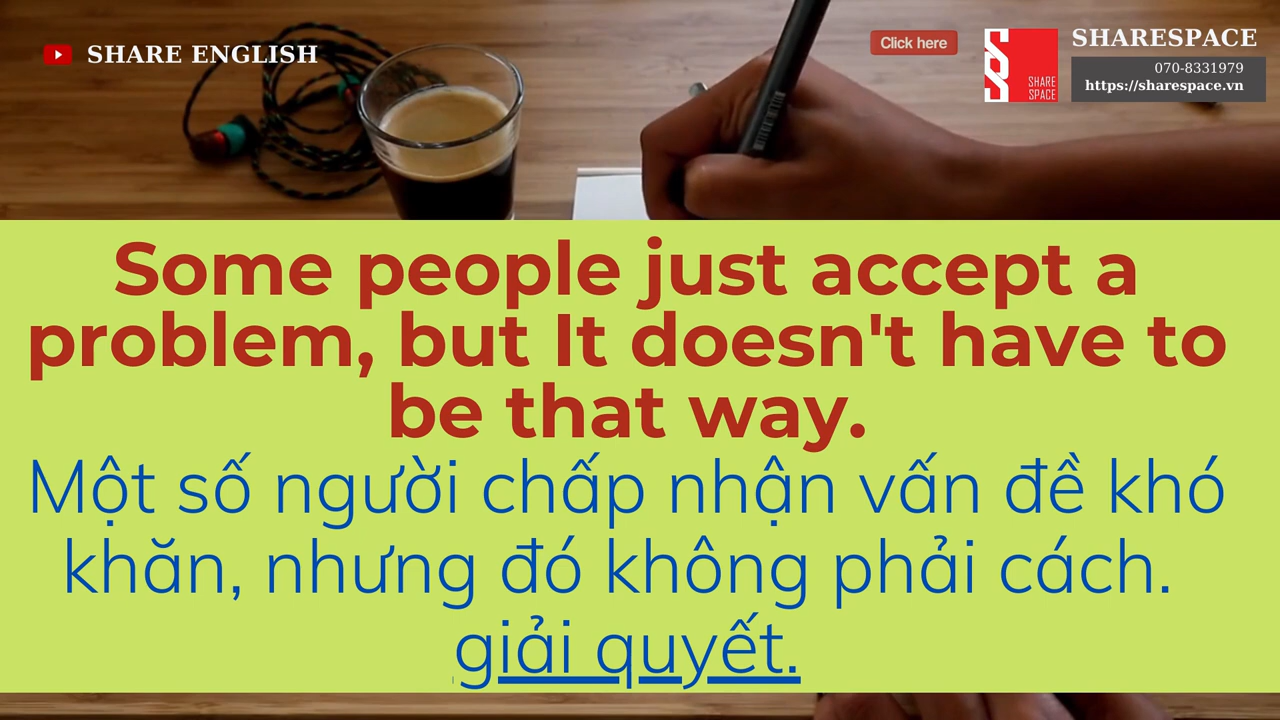 SHARE ENGLISH
Click here
SHARESPACE
070-8331979
https://sharespace.vn
SHARE
SPACE
Some people just accept a
problem, but It doesn't have to
be that way.
Một số người chấp nhận vấn đề khó
khăn, nhưng đó không phải cách.
giải quyết.